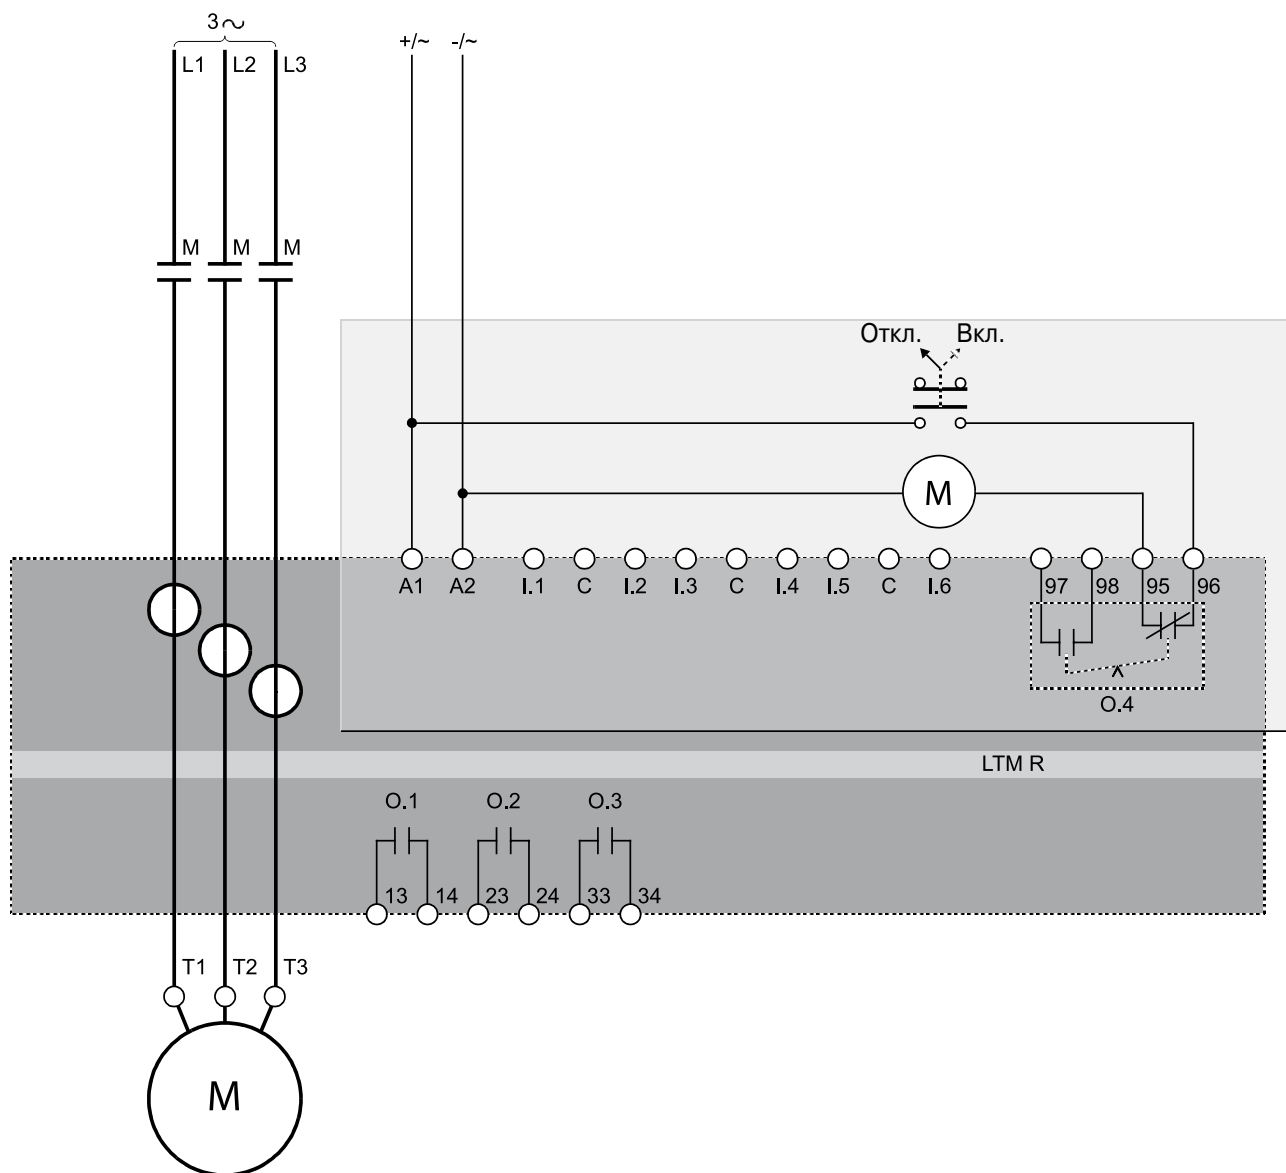 3~
+/~ -/~
L1 L2 L3
M M M
Откл. Вкл.
M
A1 A2 I.1 C I.2 I.3 C I.4 I.5 C I.6 97 98 95 96
O.4
LTM R
O.1 O.2 O.3
13 14 23 24 33 34
T1 T2 T3
M